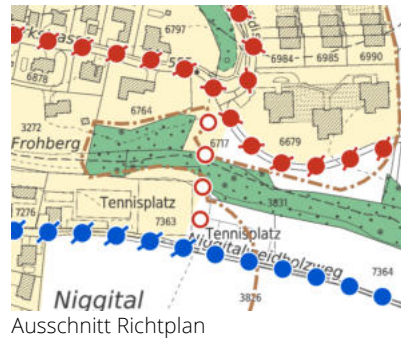 6797
6984
6985
6990
555
6878
6764
3272
6717
6679
Frohberg
Tennisplatz
3831
7276
7363
Tennisplatz
Niggitalweidholzweg
7364
Niggital
3826
Ausschnitt Richtplan